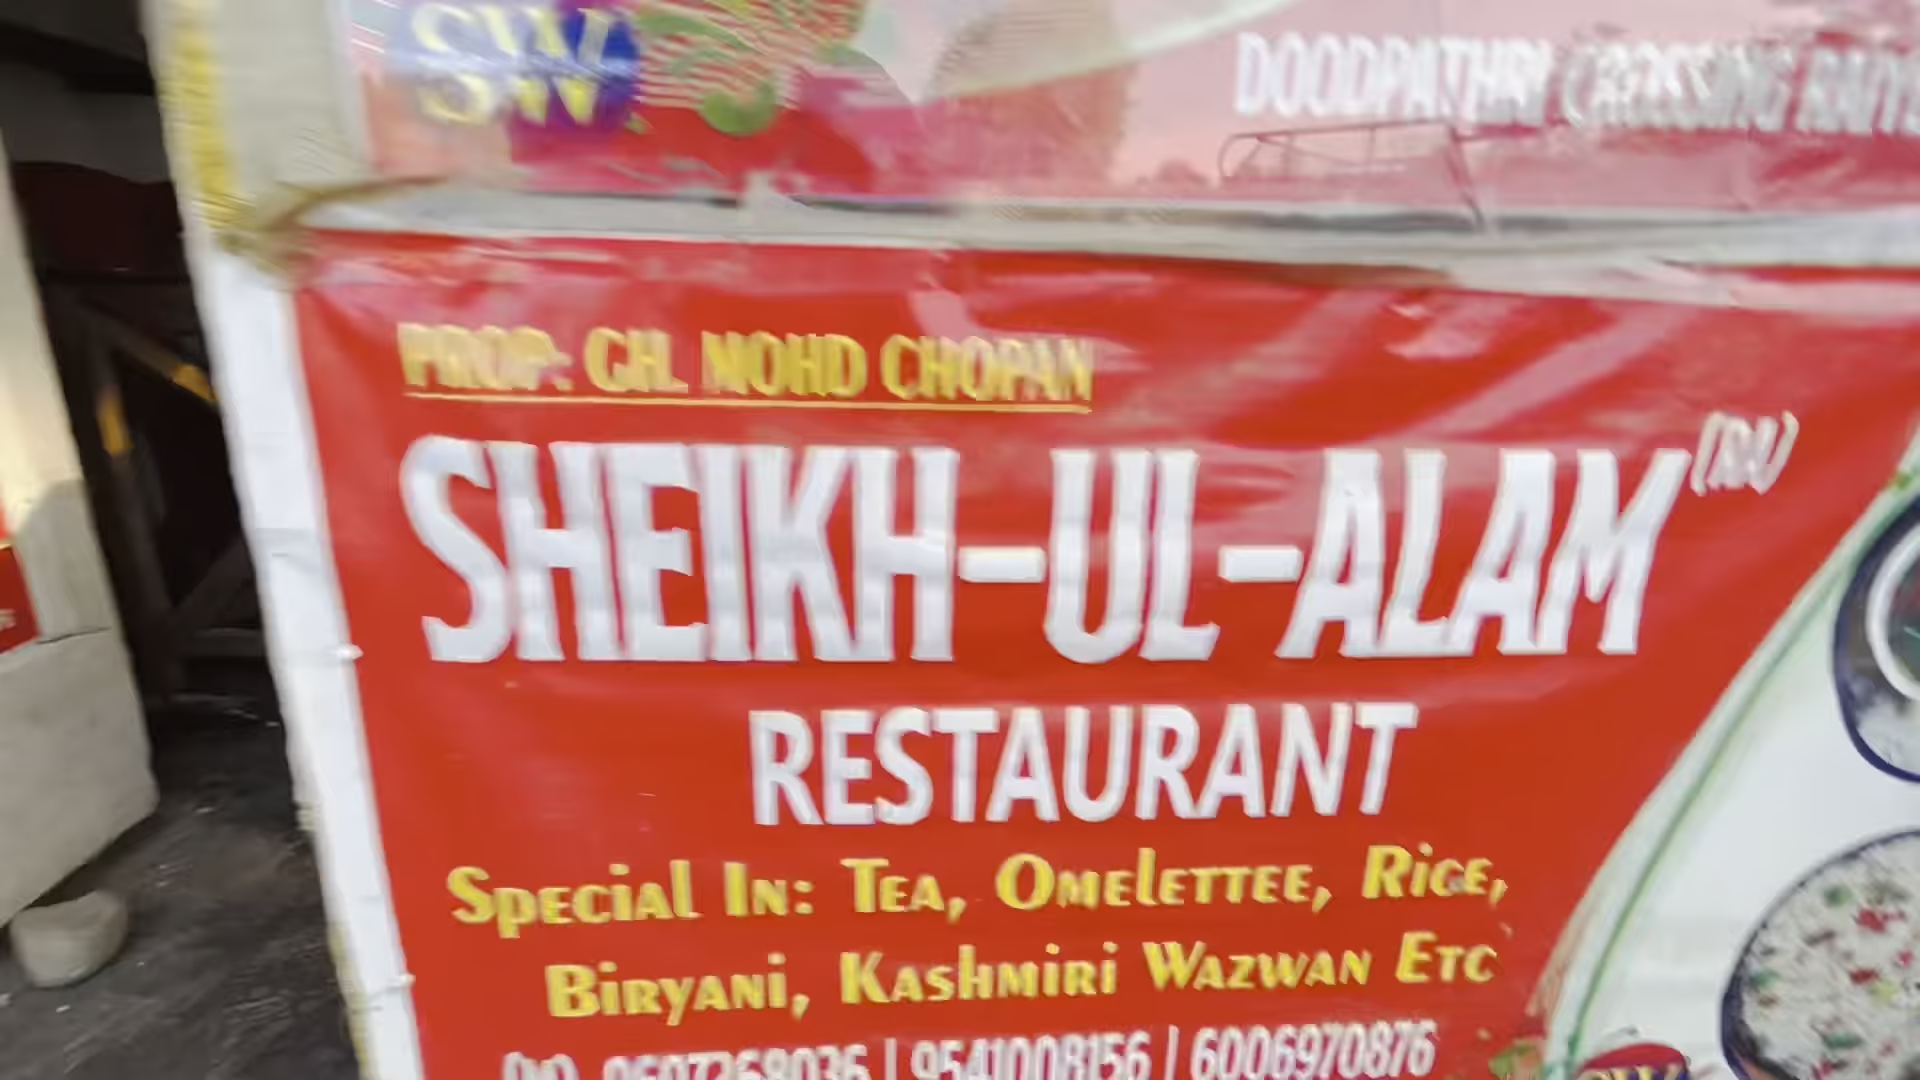 SW
DOODPATHRI CROSSING
PROP: GH. MOHD CHOPAN
SHEIKH-UL-ALAM (RA)
RESTAURANT
Special In: Tea, Omelettee, Rice,
Biryani, Kashmiri Wazwan Etc
9541008156 | 6006970876